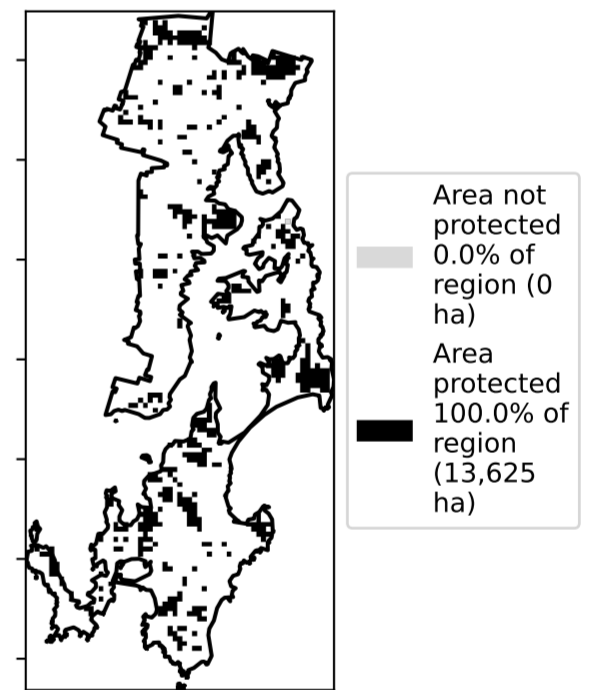 Area not
protected
0.0% of
region (0
ha)
Area
protected
100.0% of
region
(13,625
ha)